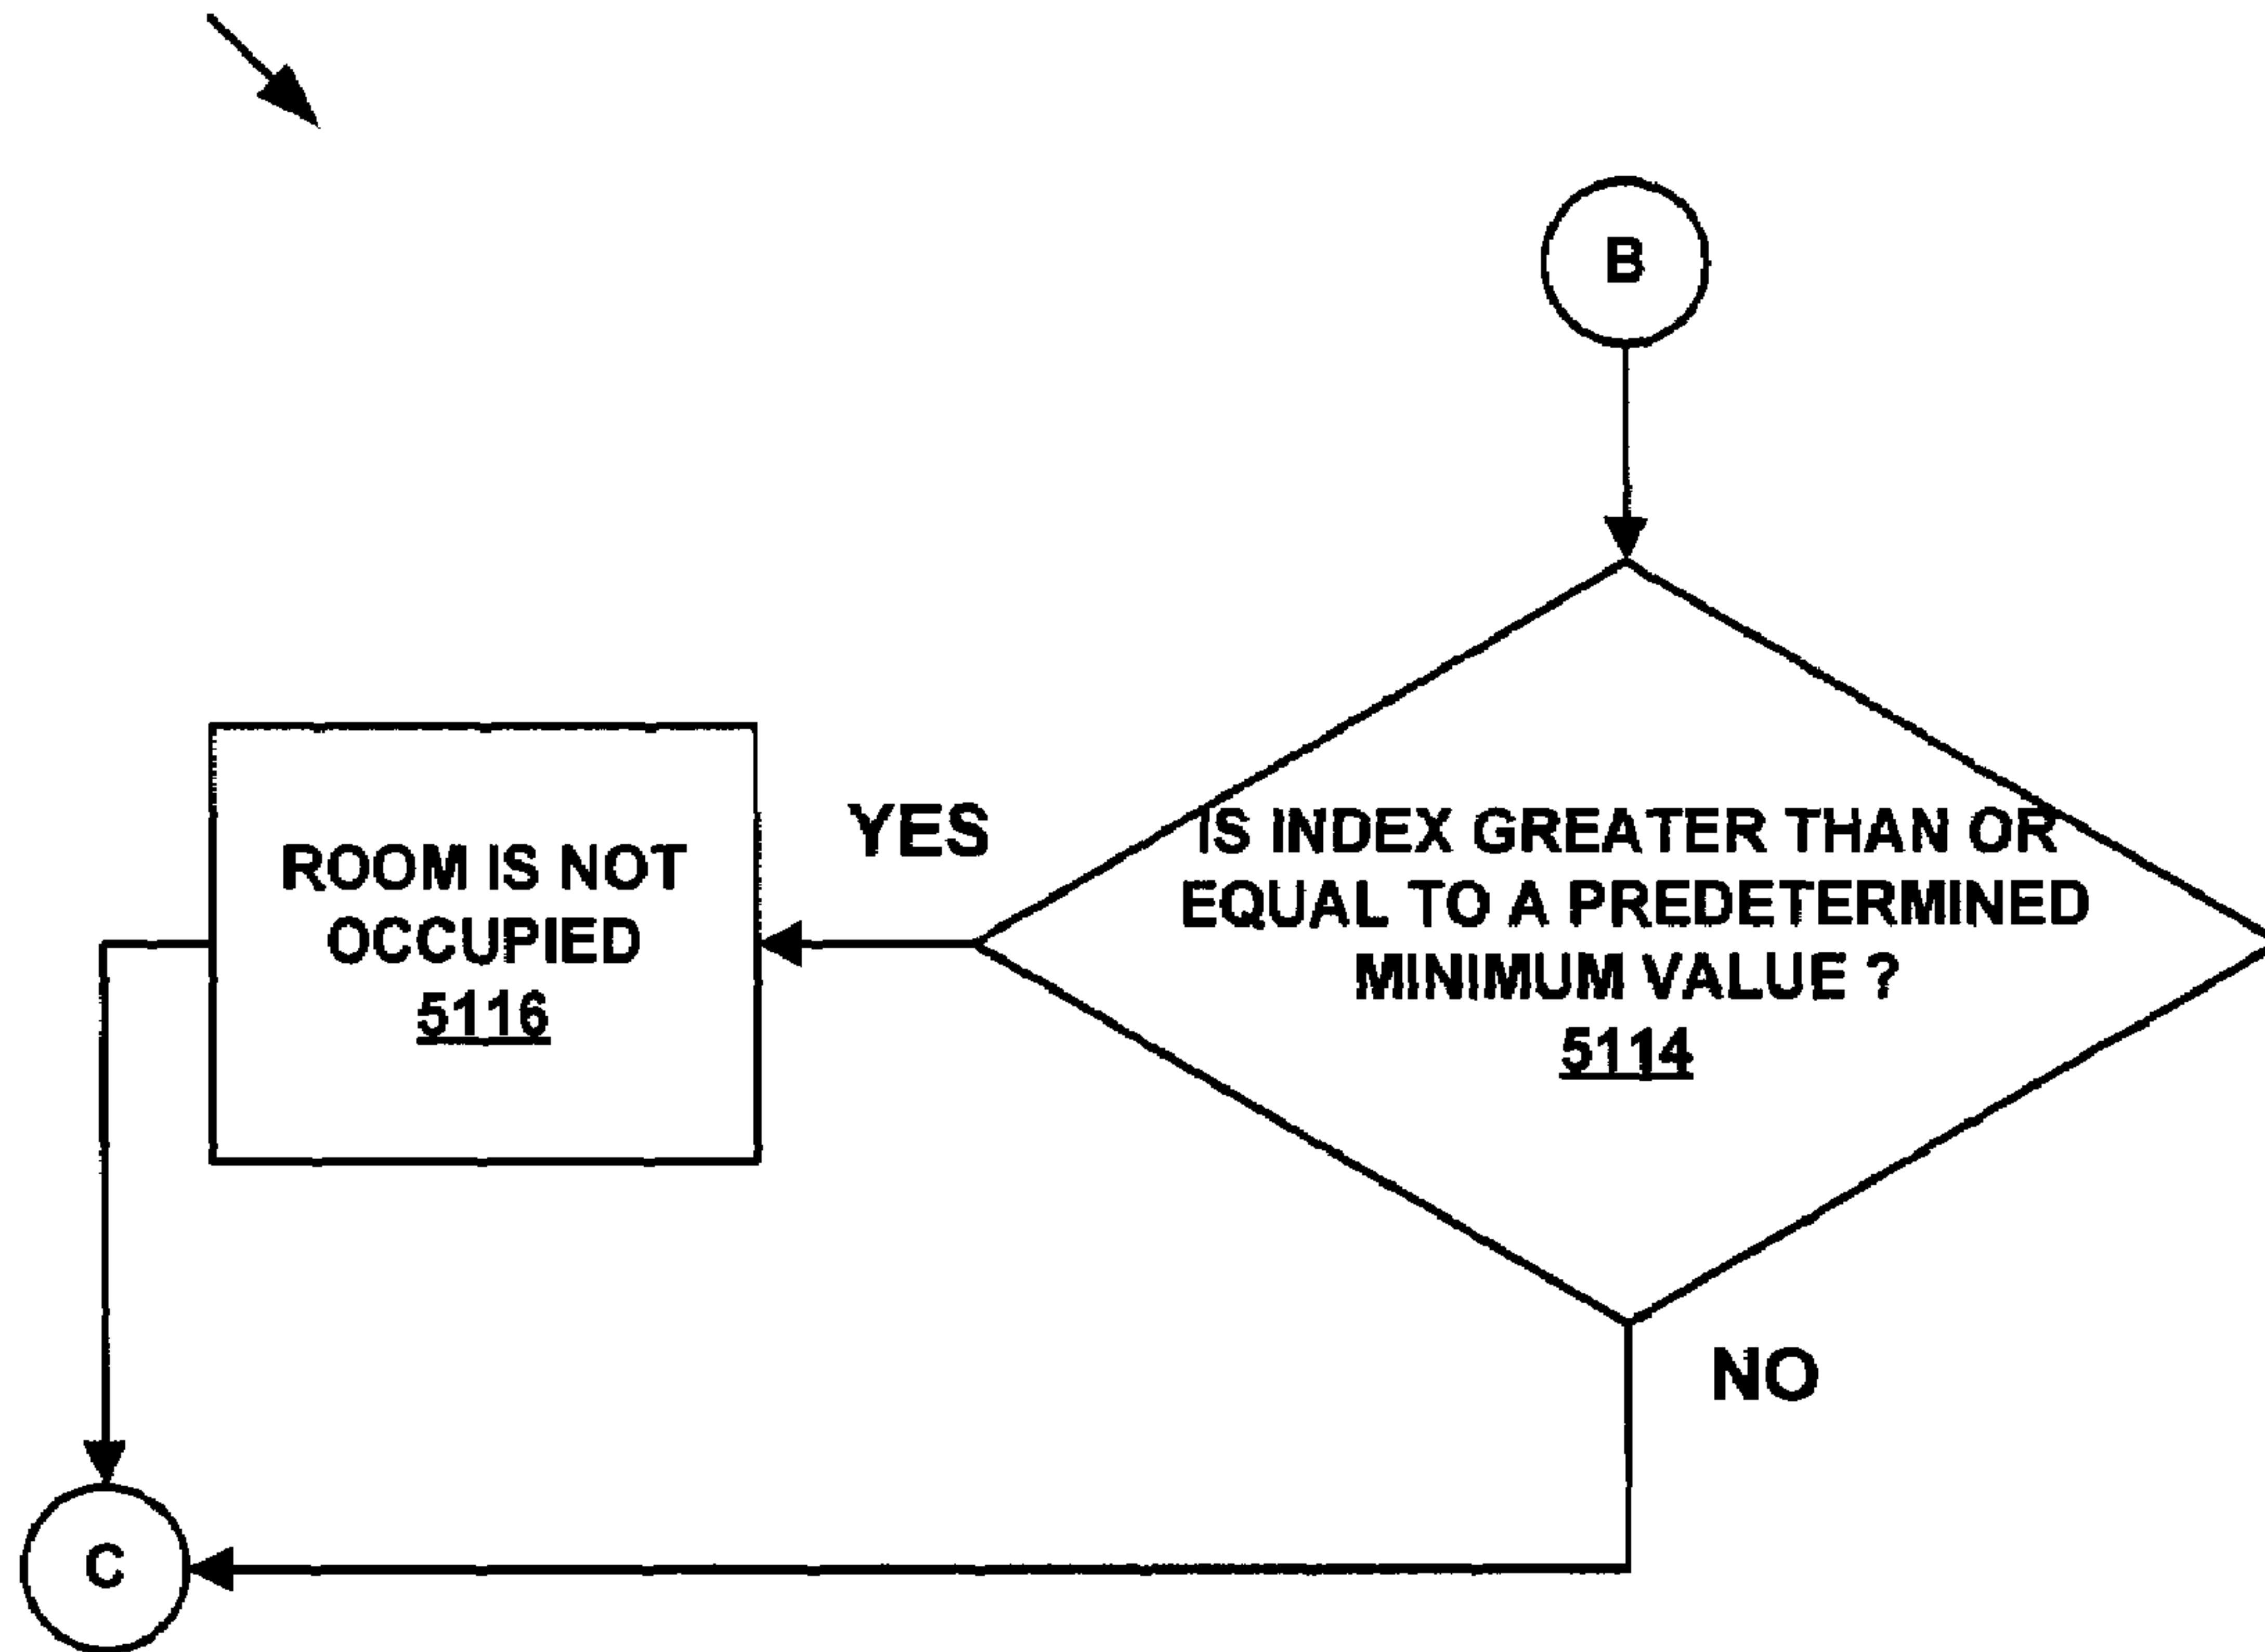 B
IS INDEX GREATER THAN OR
EQUAL TO A PREDETERMINED
MINIMUM VALUE ?
5114
YES
ROOM IS NOT
OCCUPIED
5116
NO
C